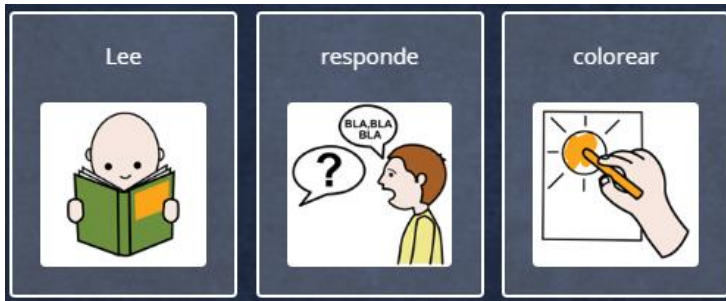 Lee
responde
colorear
BLA,BLA
BLA
?